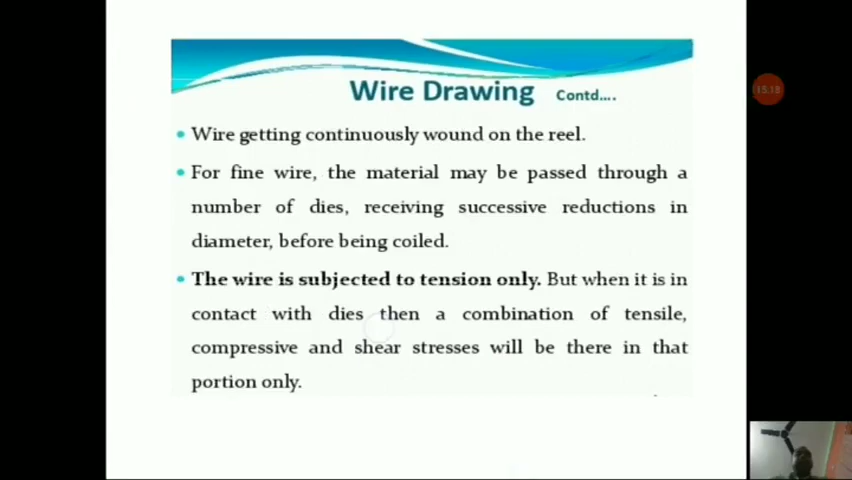 Wire Drawing Contd....
15:18
• Wire getting continuously wound on the reel.
• For fine wire, the material may be passed through a
number of dies, receiving successive reductions in
diameter, before being coiled.
• The wire is subjected to tension only. But when it is in
contact with dies then a combination of tensile,
compressive and shear stresses will be there in that
portion only.